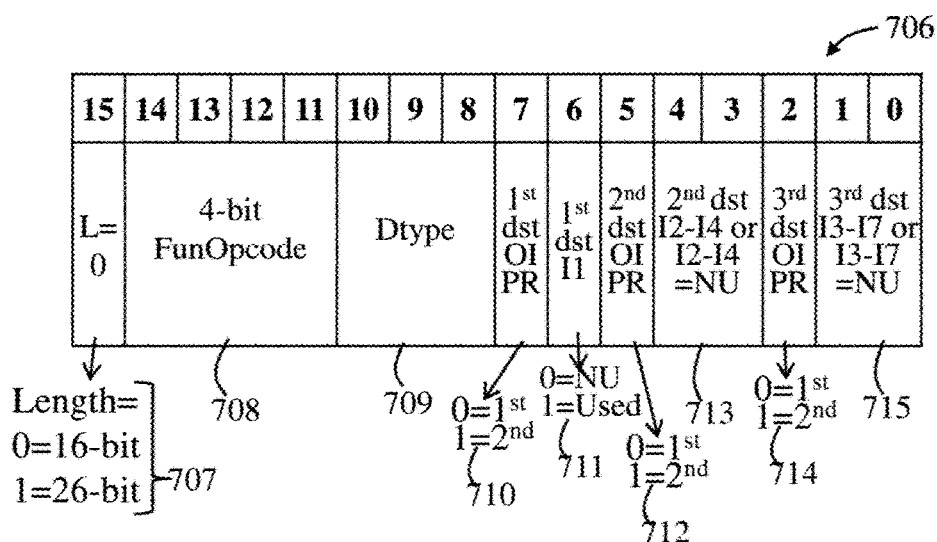 706
15 14 13 12 11 10 9 8 7 6 5 4 3 2 1 0
L=
0
4-bit
FunOpcode
Dtype
1st
dst
OI
PR
1st
dst
I1
2nd
dst
OI
PR
2nd dst
I2-I4 or
I2-I4
=NU
3rd
dst
OI
PR
3rd dst
I3-I7 or
I3-I7
=NU
Length=
0=16-bit
1=26-bit
707
708
709
0=1st
1=2nd
710
0=NU
1=Used
711
0=1st
1=2nd
712
713
0=1st
1=2nd
714
715